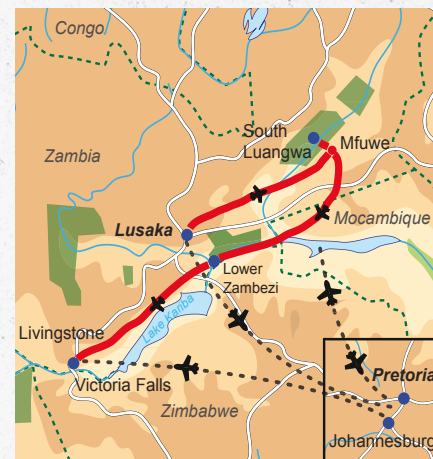 Congo
South
Luangwa
Mfuwe
Zambia
Mocambique
Lusaka
Lower
Zambezi
Lake Kariba
Livingstone
Victoria Falls
Pretoria
Zimbabwe
Johannesburg